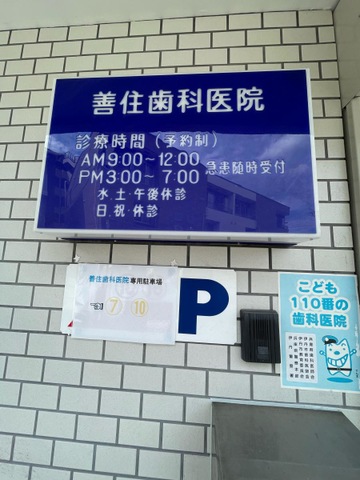 善住歯科医院
診療時間(予約制)
AM9:00~12:00
PM3:00~7:00
急患随時受付
水・土・午後休診
日・祝・休診
善住歯科医院専用駐車場
7 10
P
こども
110番の
歯科医院